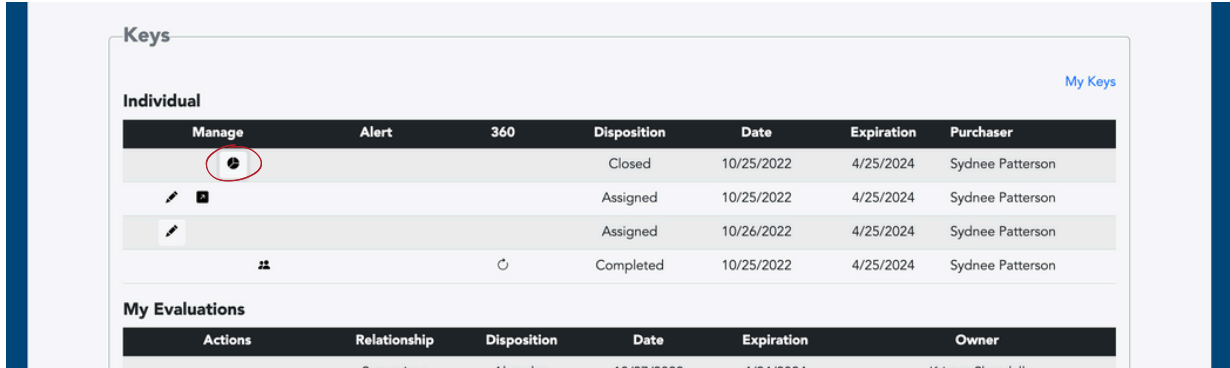 Keys
My Keys
Individual
Manage Alert 360 Disposition Date Expiration Purchaser
Closed 10/25/2022 4/25/2024 Sydnee Patterson
Assigned 10/25/2022 4/25/2024 Sydnee Patterson
Assigned 10/26/2022 4/25/2024 Sydnee Patterson
Completed 10/25/2022 4/25/2024 Sydnee Patterson
My Evaluations
Actions Relationship Disposition Date Expiration Owner